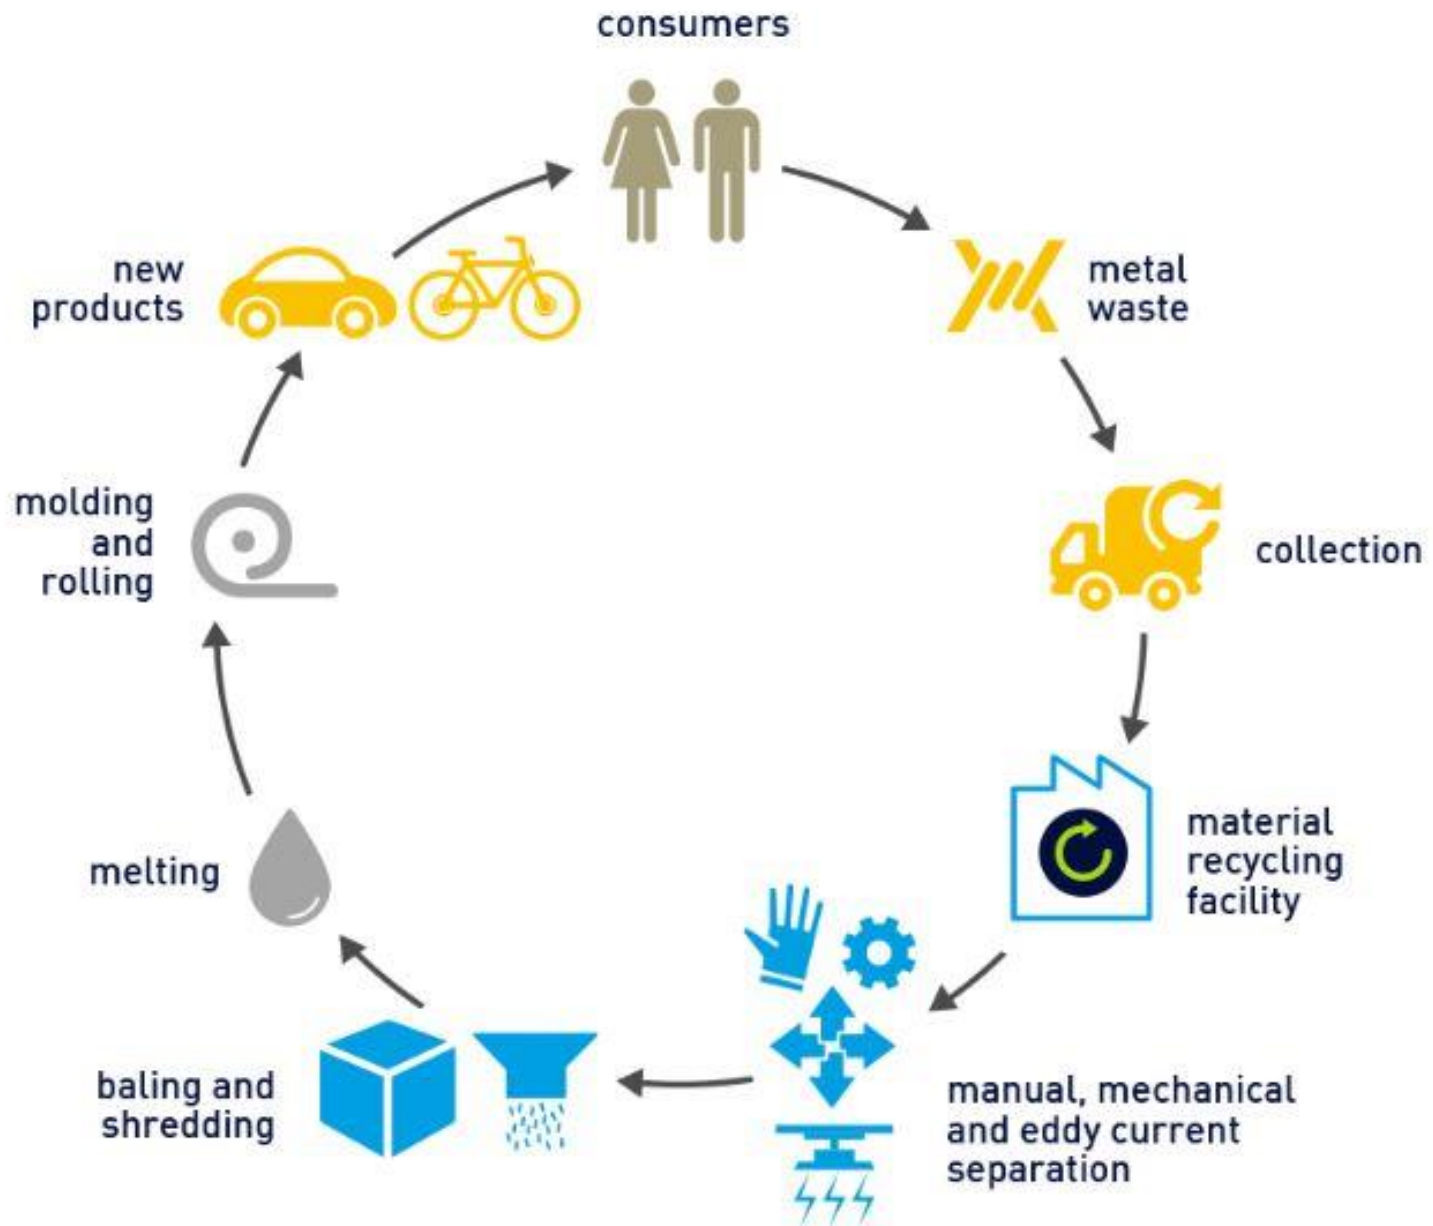 consumers
metal
waste
collection
material
recycling
facility
manual, mechanical
and eddy current
separation
baling and
shredding
melting
molding
and
rolling
new
products